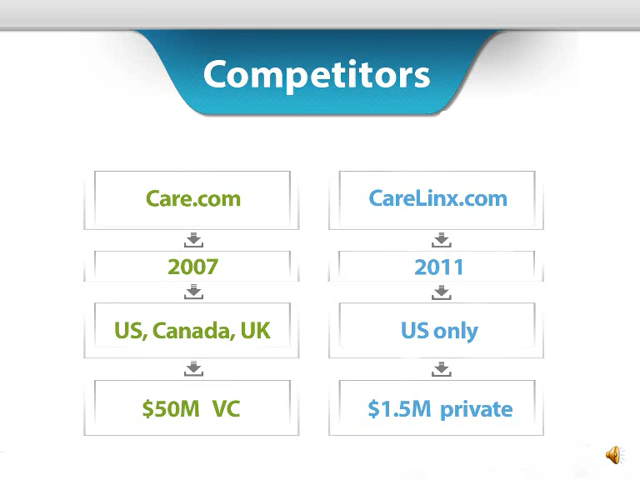 Competitors
Care.com
2007
US, Canada, UK
$50M VC
CareLinx.com
2011
US only
$1.5M private